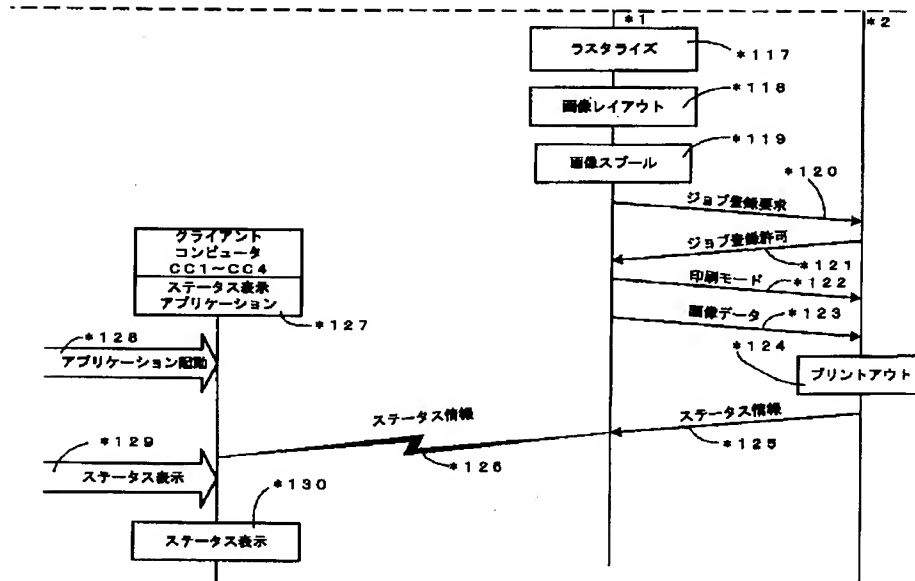 *1
*2
ラスタライズ
*117
画像レイアウト
*118
画像スプール
*119
*120
ジョブ登録要求
クライアント
コンピュータ
CC1~CC4
ステータス表示
アプリケーション
*127
ジョブ登録許可
*121
印刷モード
*122
画像データ
*123
*128
アプリケーション起動
*124
プリントアウト
ステータス情報
ステータス情報
*125
*126
*129
ステータス表示
*130
ステータス表示